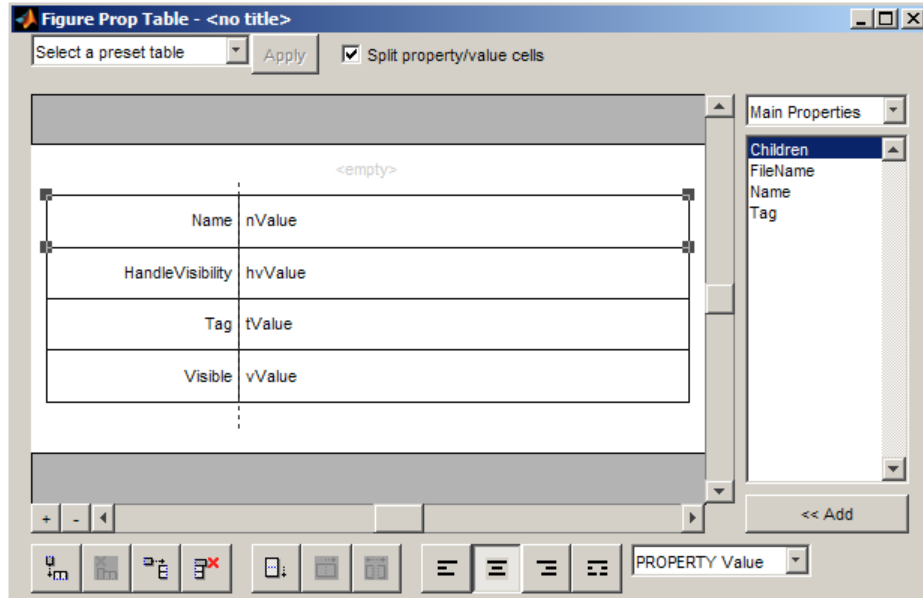 Figure Prop Table - <no title>
Select a preset table
Apply
Split property/value cells
Main Properties
Children
FileName
Name
Tag
<empty>
Name nValue
HandleVisibility hvValue
Tag tValue
Visible vValue
+ -
<< Add
PROPERTY Value